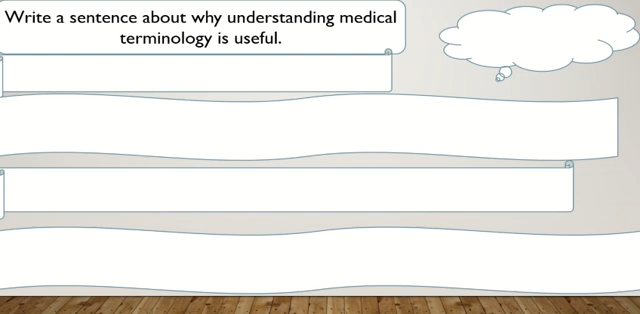 Write a sentence about why understanding medical
terminology is useful.